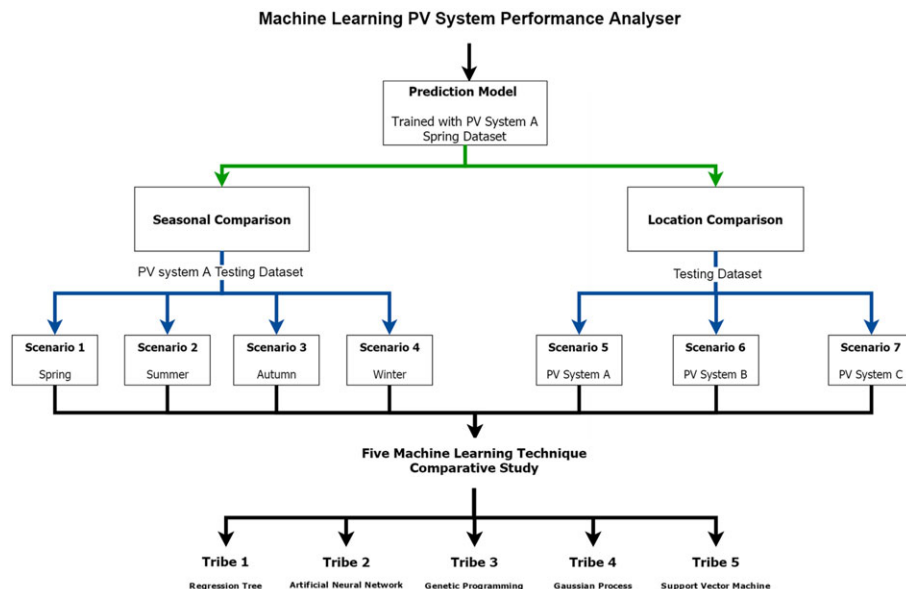 Machine Learning PV System Performance Analyser
Prediction Model
Trained with PV System A
Spring Dataset
Seasonal Comparison
Location Comparison
PV system A Testing Dataset
Testing Dataset
Scenario 1
Spring
Scenario 2
Summer
Scenario 3
Autumn
Scenario 4
Winter
Scenario 5
PV System A
Scenario 6
PV System B
Scenario 7
PV System C
Five Machine Learning Technique
Comparative Study
Tribe 1
Regression Tree
Tribe 2
Artificial Neural Network
Tribe 3
Genetic Programming
Tribe 4
Gaussian Process
Tribe 5
Support Vector Machine